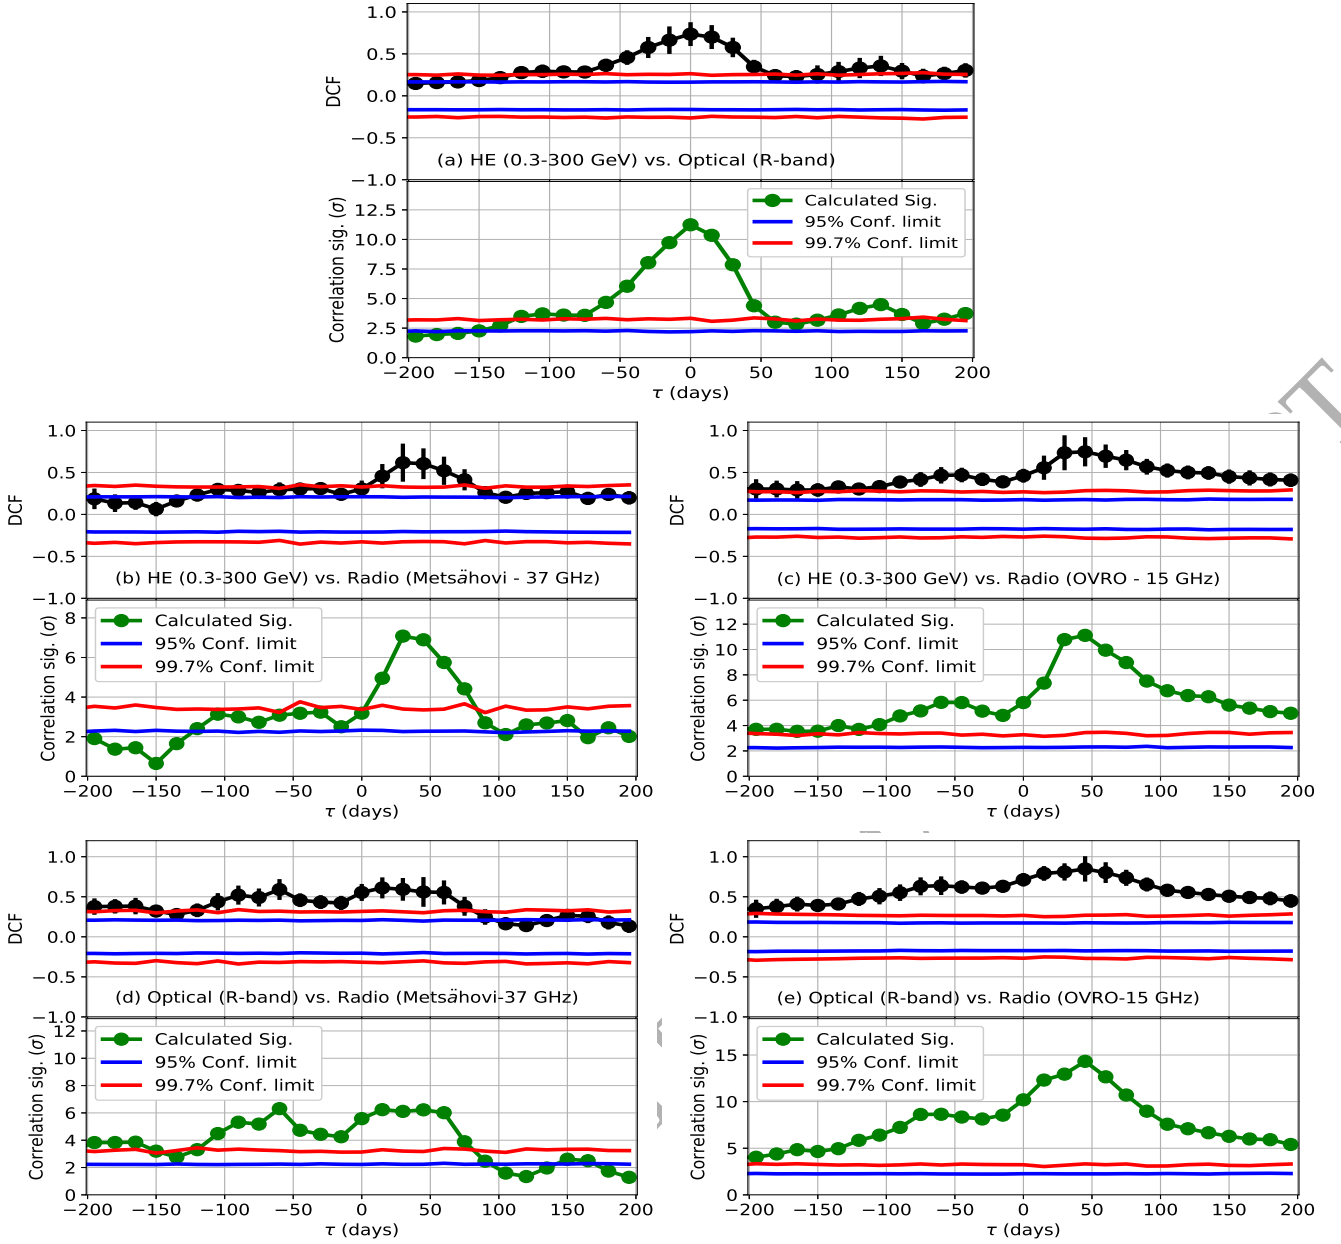 1.0
0.5
0.0
−0.5
−1.0
DCF
(a) HE (0.3-300 GeV) vs. Optical (R-band)
12.5
10.0
7.5
5.0
2.5
0.0
Correlation sig. (σ)
Calculated Sig.
95% Conf. limit
99.7% Conf. limit
−200 −150 −100 −50 0 50 100 150 200
τ (days)
1.0
0.5
0.0
−0.5
−1.0
DCF
(b) HE (0.3-300 GeV) vs. Radio (Metsähovi - 37 GHz)
8
6
4
2
0
Correlation sig. (σ)
Calculated Sig.
95% Conf. limit
99.7% Conf. limit
−200 −150 −100 −50 0 50 100 150 200
τ (days)
1.0
0.5
0.0
−0.5
−1.0
DCF
(c) HE (0.3-300 GeV) vs. Radio (OVRO - 15 GHz)
12
10
8
6
4
2
0
Correlation sig. (σ)
Calculated Sig.
95% Conf. limit
99.7% Conf. limit
−200 −150 −100 −50 0 50 100 150 200
τ (days)
1.0
0.5
0.0
−0.5
−1.0
DCF
(d) Optical (R-band) vs. Radio (Metsähovi-37 GHz)
12
10
8
6
4
2
0
Correlation sig. (σ)
Calculated Sig.
95% Conf. limit
99.7% Conf. limit
−200 −150 −100 −50 0 50 100 150 200
τ (days)
1.0
0.5
0.0
−0.5
−1.0
DCF
(e) Optical (R-band) vs. Radio (OVRO-15 GHz)
15
10
5
0
Correlation sig. (σ)
Calculated Sig.
95% Conf. limit
99.7% Conf. limit
−200 −150 −100 −50 0 50 100 150 200
τ (days)